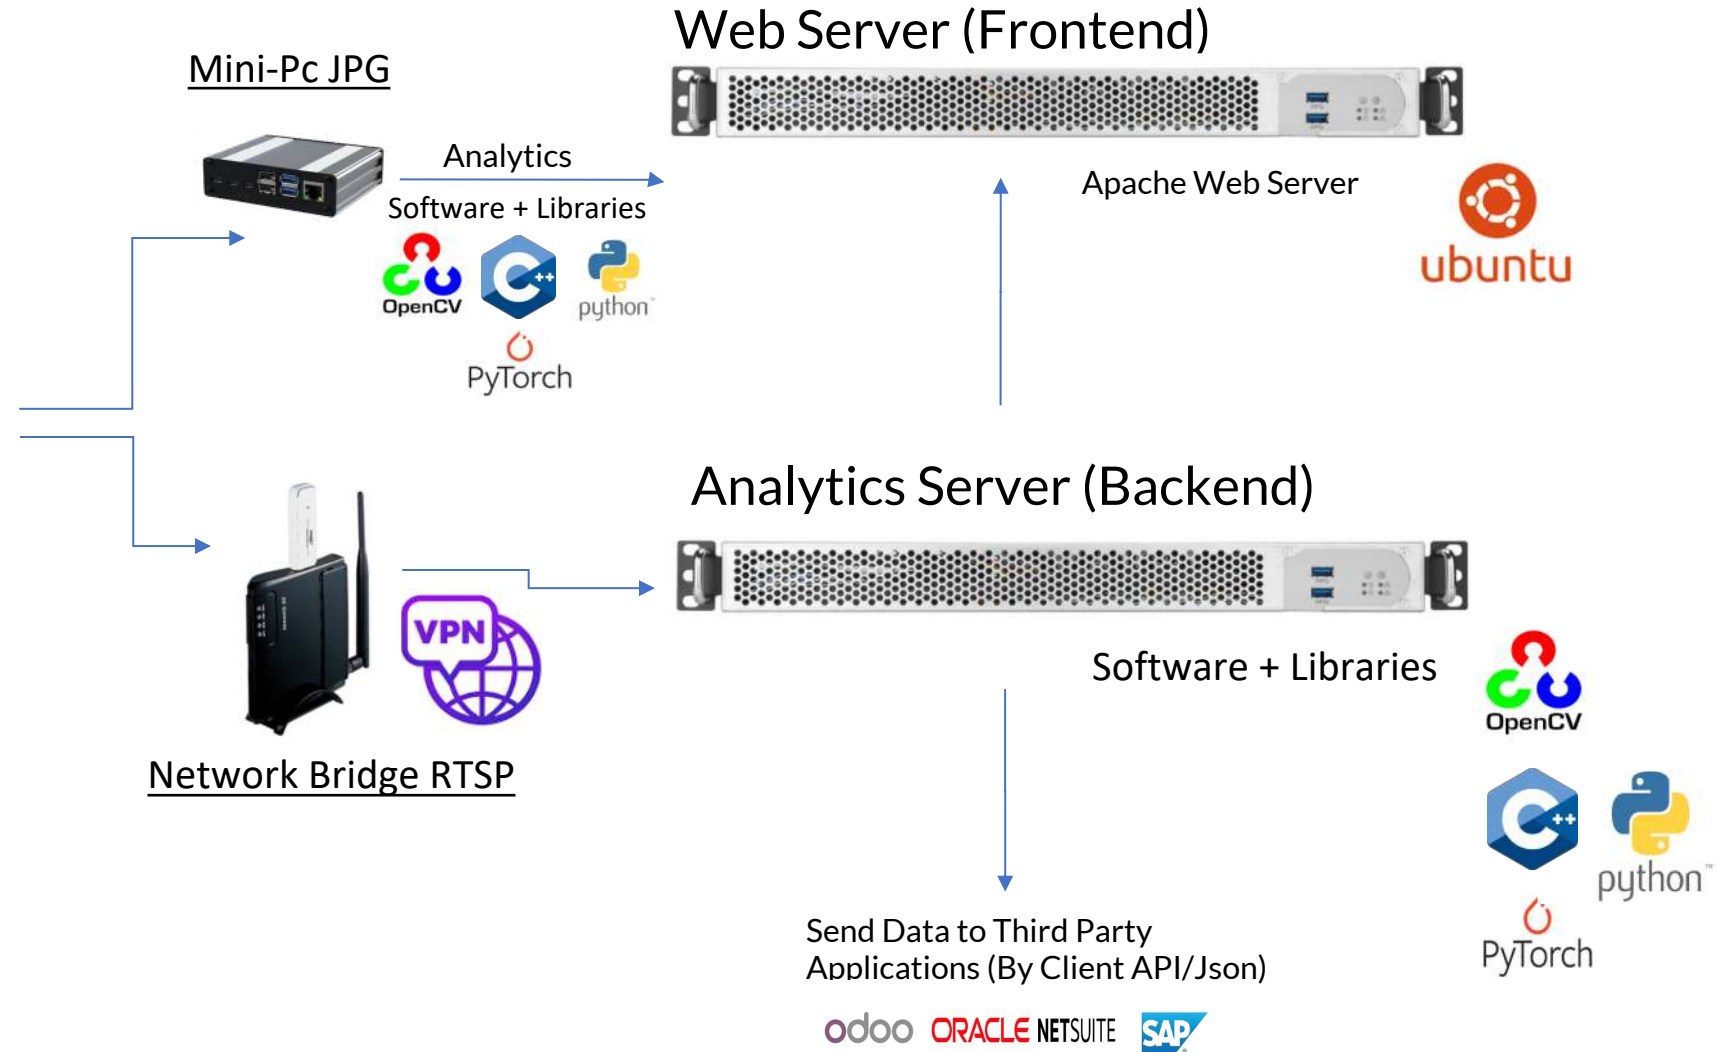 Web Server (Frontend)
Mini-Pc JPG
Analytics
Software + Libraries
OpenCV
C++
python™
PyTorch
Apache Web Server
ubuntu
Analytics Server (Backend)
VPN
Network Bridge RTSP
Software + Libraries
OpenCV
C++
python™
PyTorch
Send Data to Third Party
Applications (By Client API/Json)
odoo ORACLE NETSUITE SAP